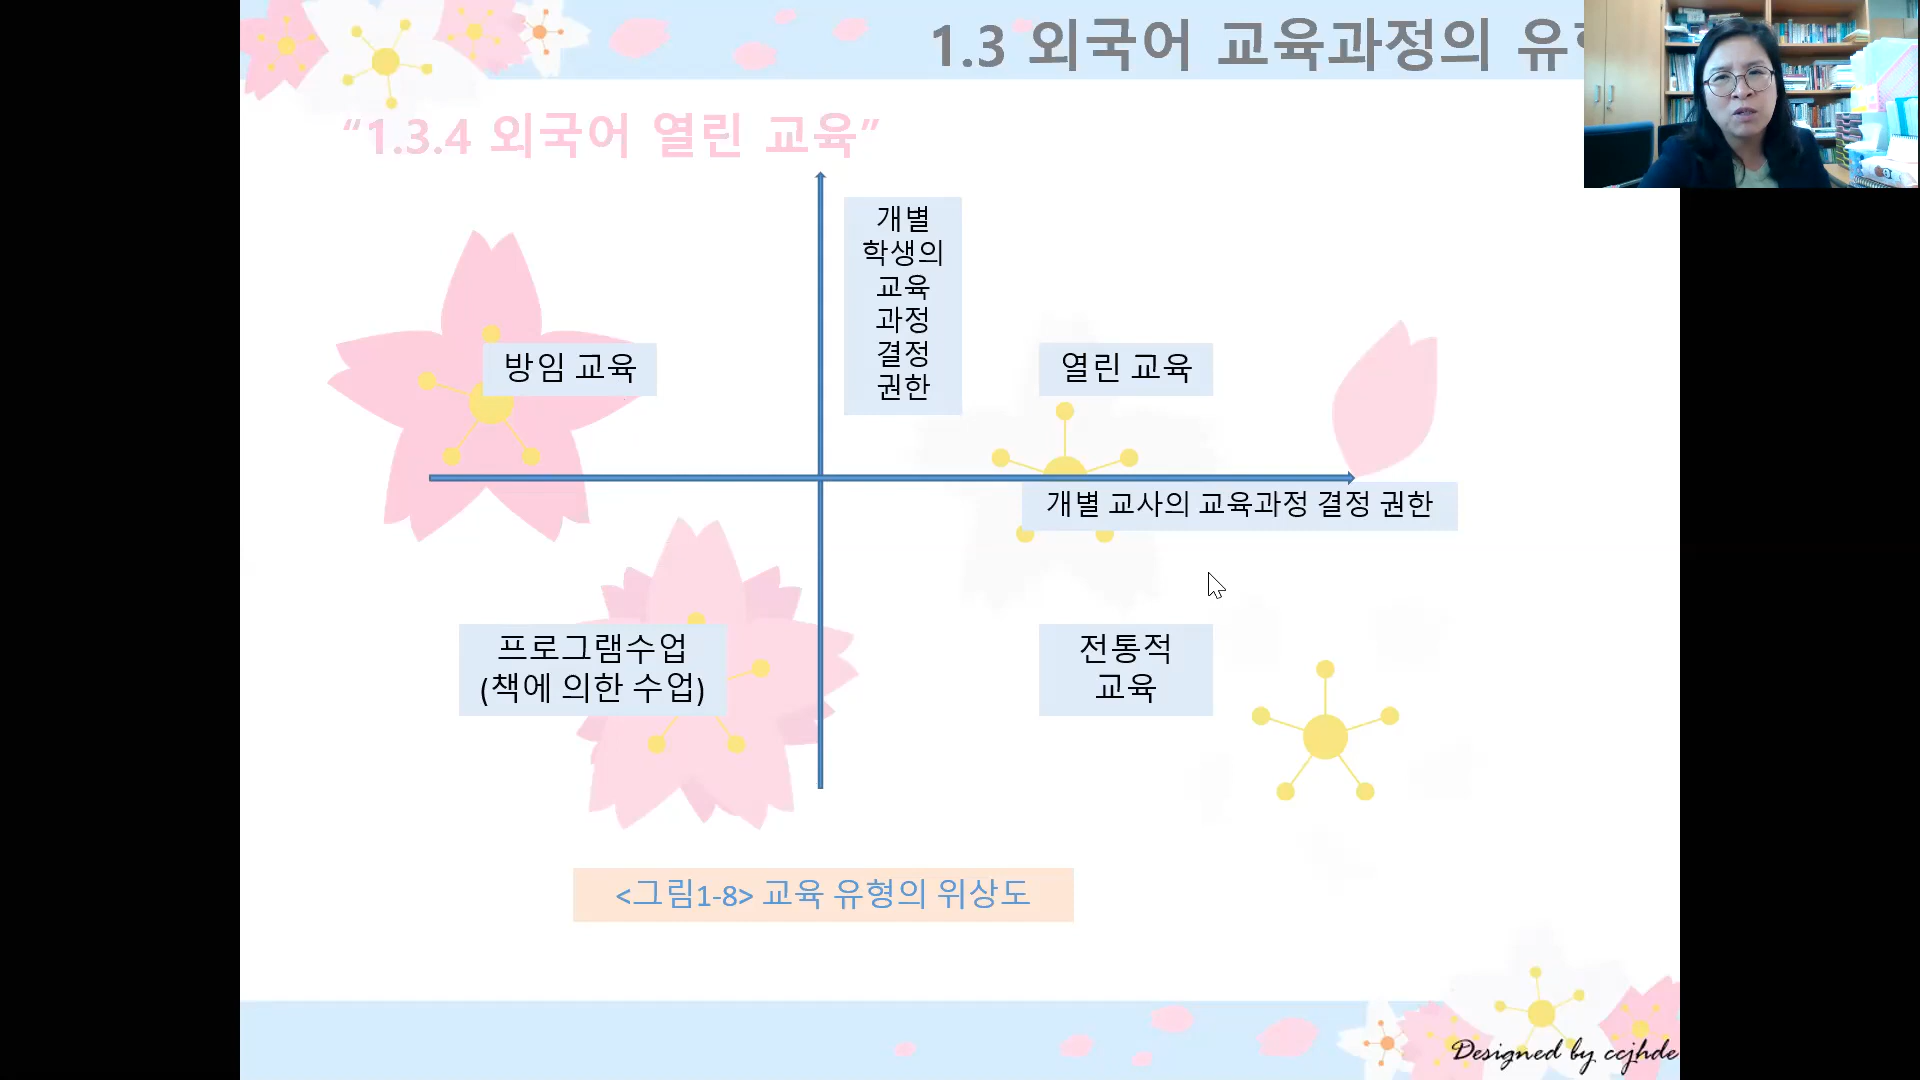 1.3 외국어 교육과정의
“1.3.4 외국어 열린 교육”
개별
학생의
교육
과정
결정
권한
방임 교육
열린 교육
개별 교사의 교육과정 결정 권한
프로그램수업
(책에 의한 수업)
전통적
교육
<그림1-8> 교육 유형의 위상도
Designed by ccjhde